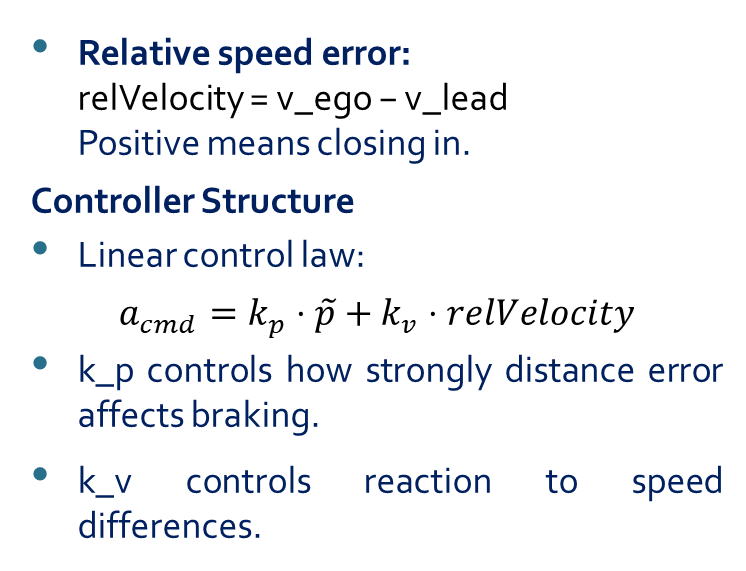 • Relative speed error:
relVelocity = v_ego – v_lead
Positive means closing in.
Controller Structure
• Linear control law:
$a_{cmd} = k_p \cdot \tilde{p} + k_v \cdot relVelocity$
• k_p controls how strongly distance error
affects braking.
• k_v controls reaction to speed
differences.